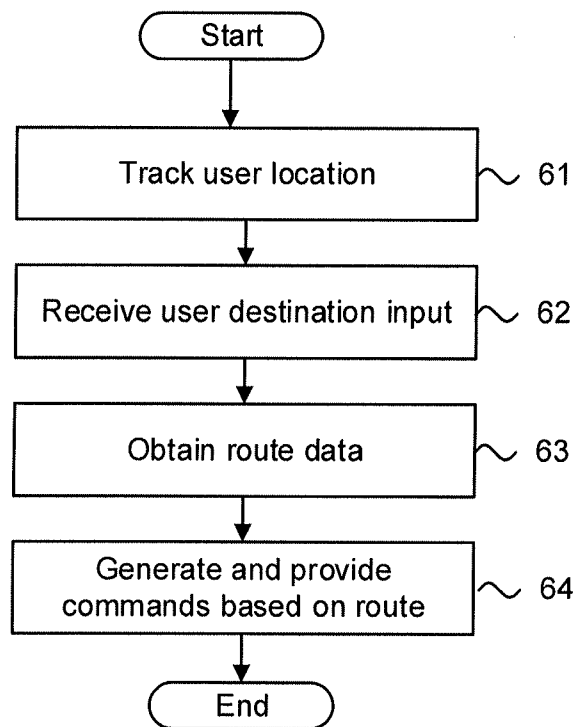 Start
Track user location
61
Receive user destination input
62
Obtain route data
63
Generate and provide
commands based on route
64
End